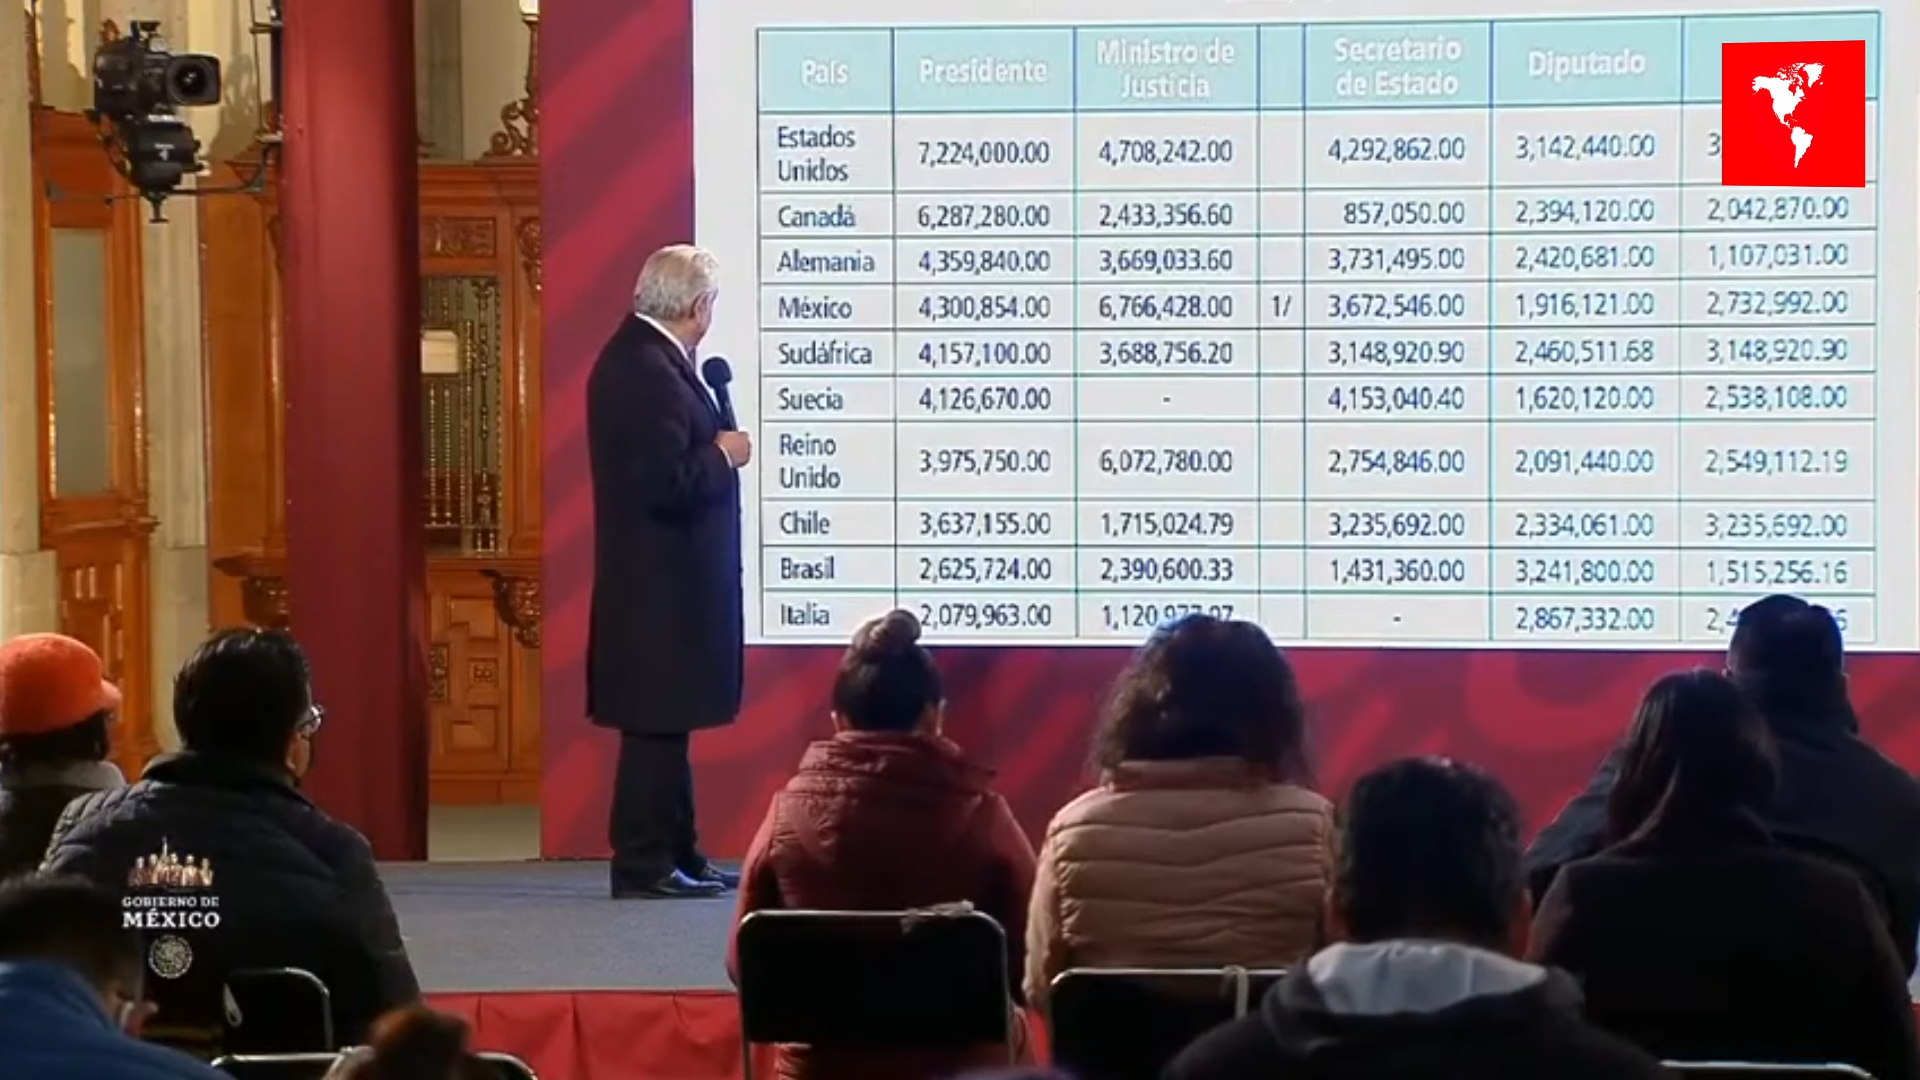 País Presidente Ministro de Justicia Secretario de Estado Diputado
Estados Unidos 7,224,000.00 4,708,242.00 4,292,862.00 3,142,440.00 3
Canadá 6,287,280.00 2,433,356.60 857,050.00 2,394,120.00 2,042,870.00
Alemania 4,359,840.00 3,669,033.60 3,731,495.00 2,420,681.00 1,107,031.00
México 4,300,854.00 6,766,428.00 1/ 3,672,546.00 1,916,121.00 2,732,992.00
Sudáfrica 4,157,100.00 3,688,756.20 3,148,920.90 2,460,511.68 3,148,920.90
Suecia 4,126,670.00 - 4,153,040.40 1,620,120.00 2,538,108.00
Reino Unido 3,975,750.00 6,072,780.00 2,754,846.00 2,091,440.00 2,549,112.19
Chile 3,637,155.00 1,715,024.79 3,235,692.00 2,334,061.00 3,235,692.00
Brasil 2,625,724.00 2,390,600.33 1,431,360.00 3,241,800.00 1,515,256.16
Italia 2,079,963.00 - 2,867,332.00
GOBIERNO DE
MÉXICO